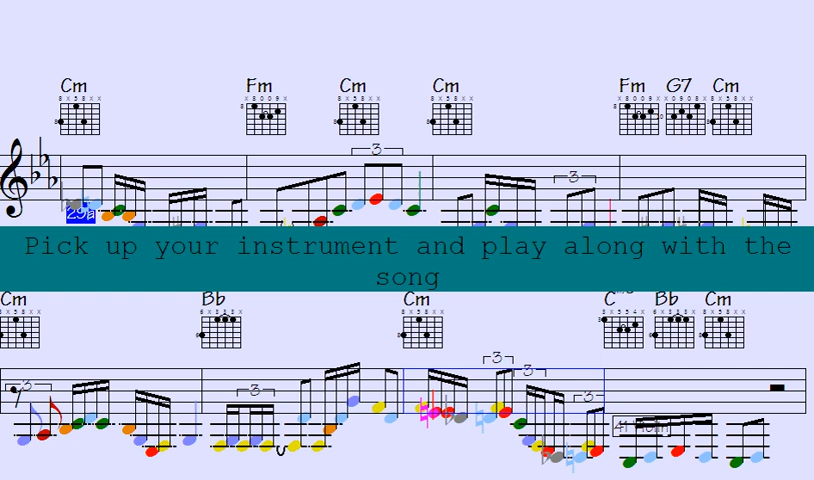 Cm Fm Cm Cm Fm G7 Cm
3
3
Pick up your instrument and play along with the
song
Cm Bb Cm C Bb Cm
3 3 3 3 3